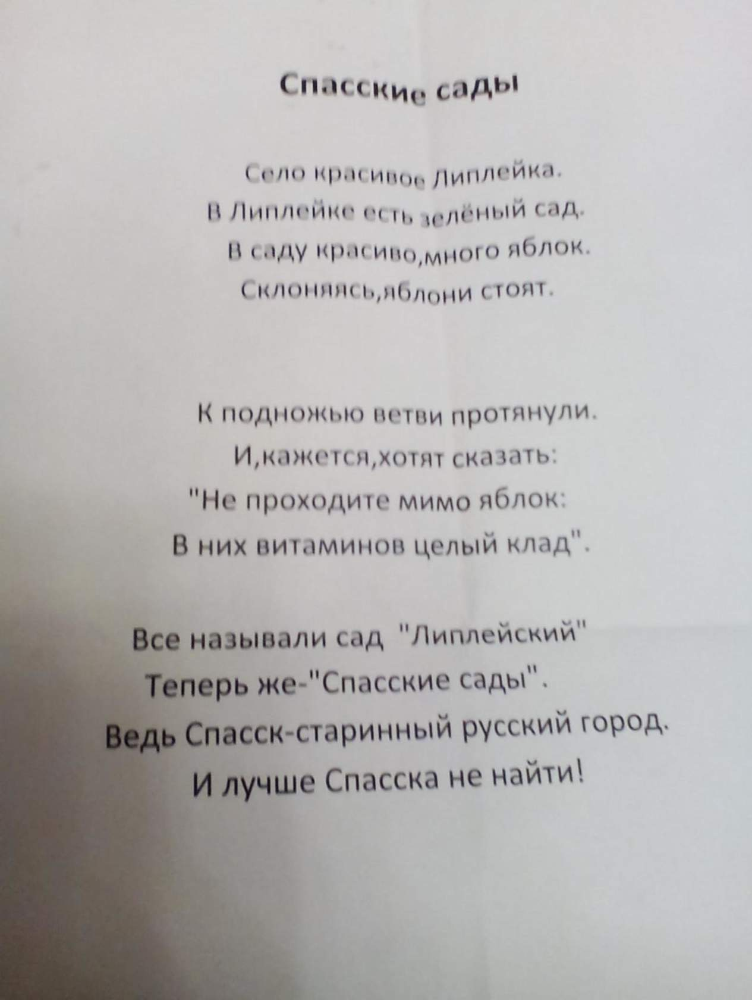 Спасские сады
Село красивое Липлейка.
В Липлейке есть зелёный сад.
В саду красиво,много яблок.
Склоняясь,яблони стоят.
К подножью ветви протянули.
И,кажется,хотят сказать:
"Не проходите мимо яблок:
В них витаминов целый клад".
Все называли сад "Липлейский"
Теперь же-"Спасские сады".
Ведь Спасск-старинный русский город.
И лучше Спасска не найти!